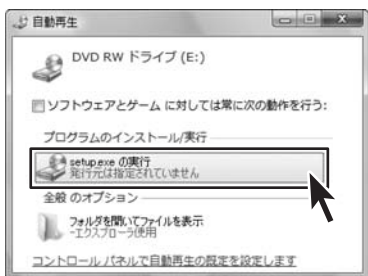 自動再生
DVD RW ドライブ (E:)
ソフトウェアとゲーム に対しては常に次の動作を行う:
プログラムのインストール/実行
setup.exe の実行
発行元は指定されていません
全般 のオプション
フォルダを開いてファイルを表示
-エクスプローラ使用
コントロール パネルで自動再生の既定を設定します